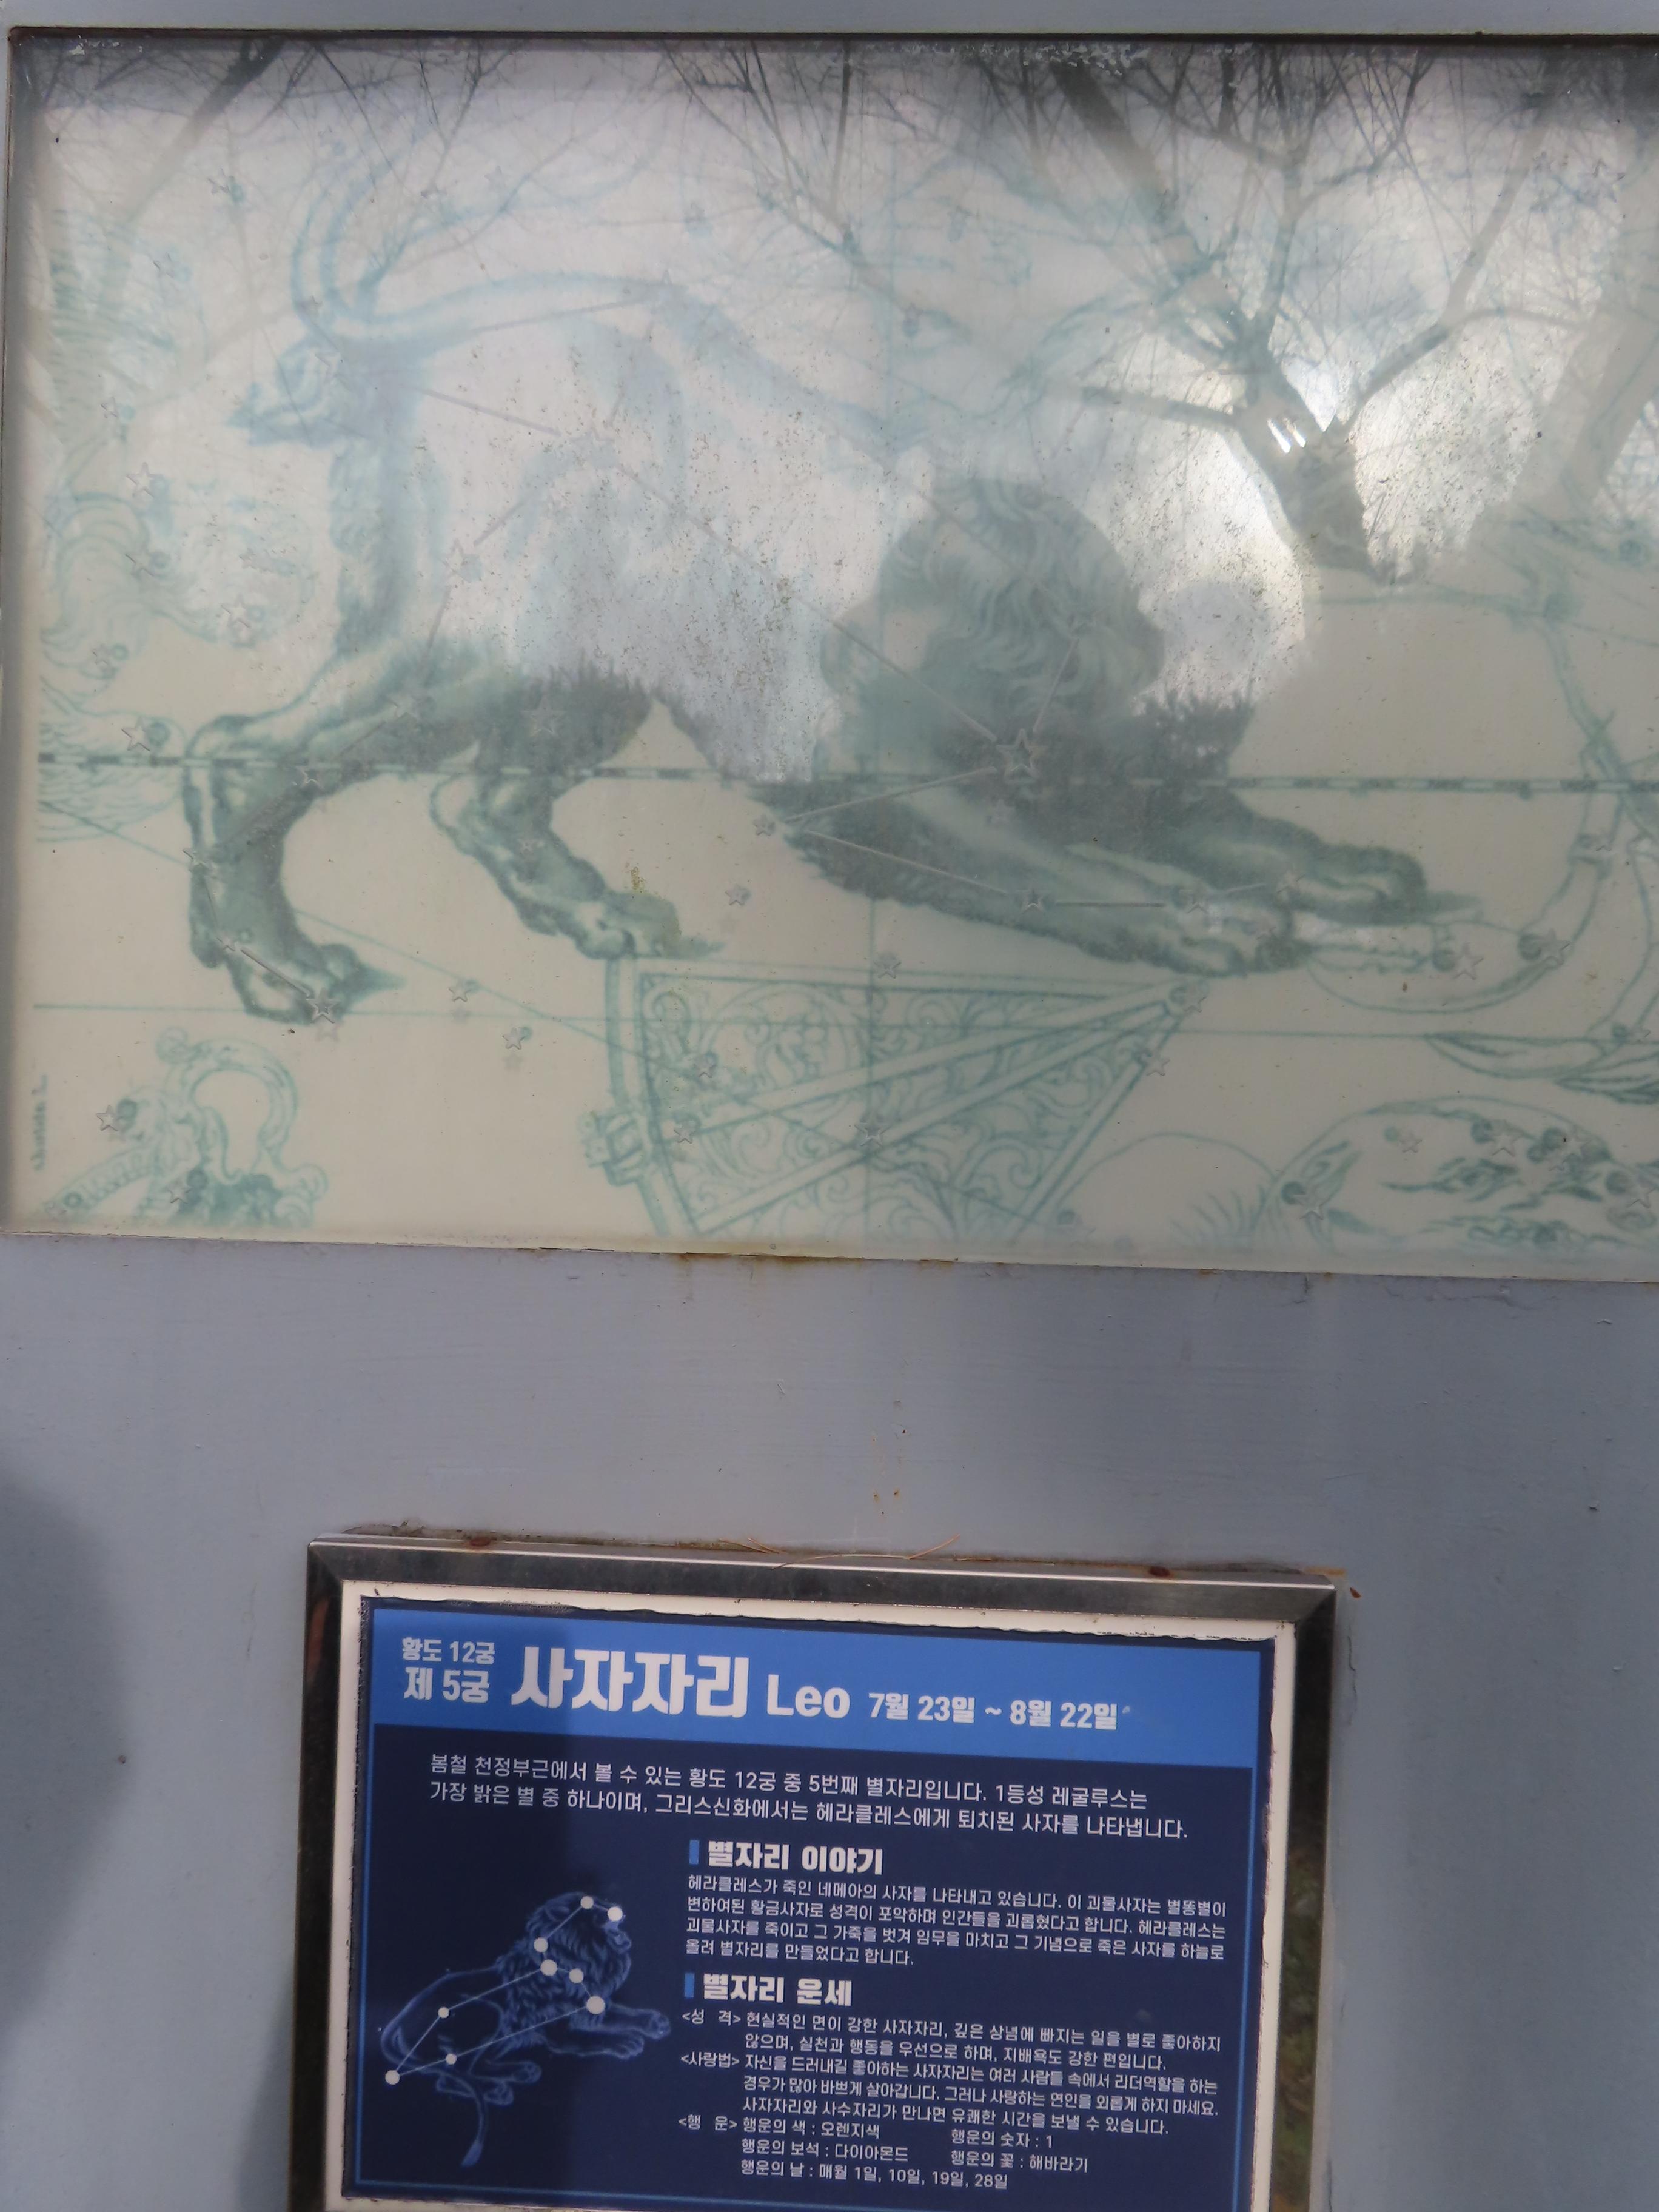 황도 12궁
제 5궁 사자자리 Leo 7월 23일 ~ 8월 22일
봄철 천정부근에서 볼 수 있는 황도 12궁 중 5번째 별자리입니다. 1등성 레굴루스는
가장 밝은 별 중 하나이며, 그리스신화에서는 헤라클레스에게 퇴치된 사자를 나타냅니다.
별자리 이야기
헤라클레스가 죽인 네메아의 사자를 나타내고 있습니다. 이 괴물사자는 별똥별이
변하여된 황금사자로 성격이 포악하며 인간들을 괴롭혔다고 합니다. 헤라클레스는
괴물사자를 죽이고 그 가죽을 벗겨 임무을 마치고 그 기념으로 죽은 사자를 하늘로
올려 별자리를 만들었다고 합니다.
별자리 운세
<성 격> 현실적인 면이 강한 사자자리, 깊은 상념에 빠지는 일을 별로 좋아하지
않으며, 실천과 행동을 우선으로 하며, 지배욕도 강한 편입니다.
<사랑법> 자신을 드러내길 좋아하는 사자자리는 여러 사람들 속에서 리더역할을 하는
경우가 많아 바쁘게 살아갑니다. 그러나 사랑하는 연인을 외롭게 하지 마세요.
사자자리와 사수자리가 만나면 유쾌한 시간을 보낼 수 있습니다.
<행 운> 행운의 색 : 오렌지색 행운의 숫자 : 1
행운의 보석 : 다이아몬드 행운의 꽃 : 해바라기
행운의 날 : 매월 1일, 10일, 19일, 28일